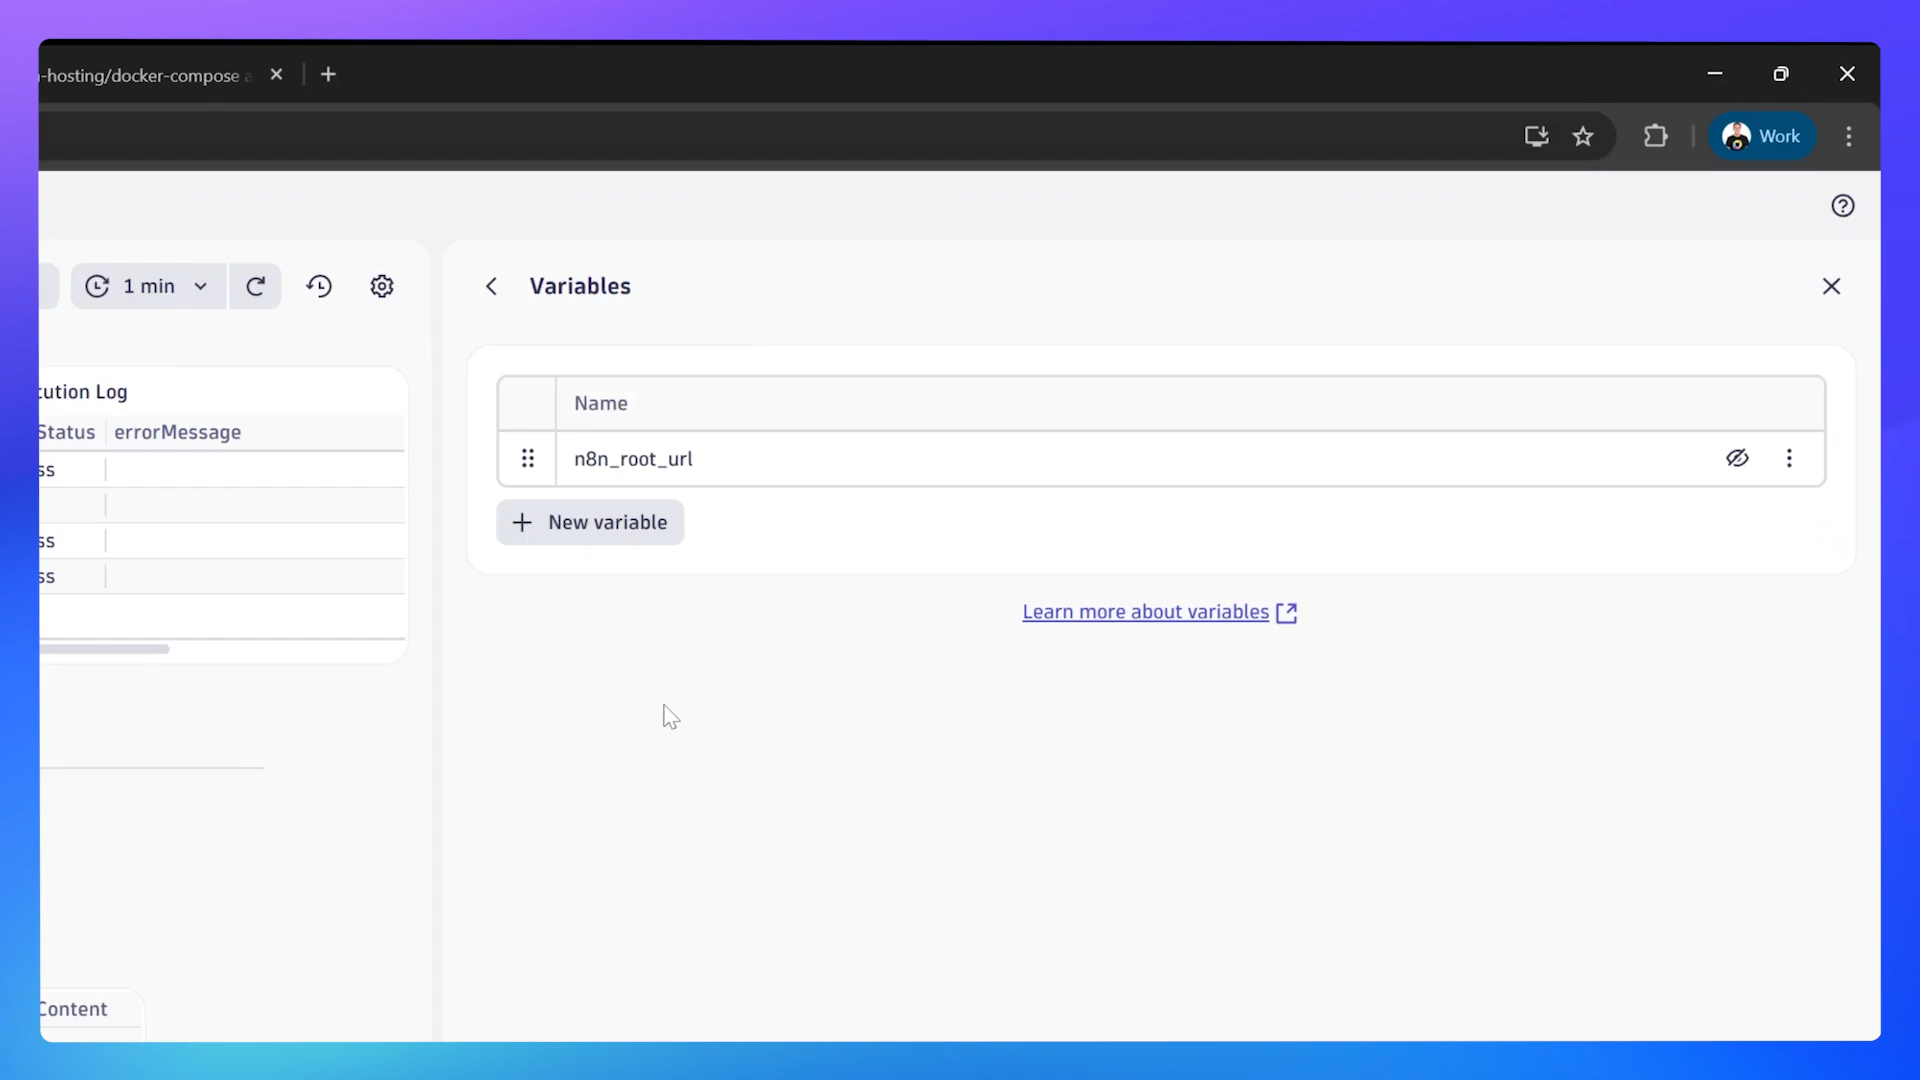 -hosting/docker-compose
Work
1 min
Variables
cution Log
Status errorMessage
ss
ss
ss
Name
n8n_root_url
New variable
Learn more about variables
Content